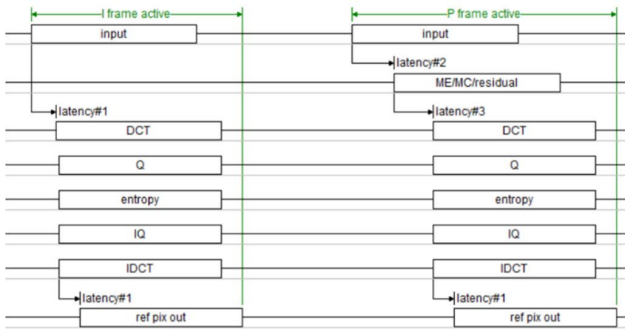 I frame active P frame active
input input
latency#2
ME/MC/residual
latency#1 latency#3
DCT DCT
Q Q
entropy entropy
IQ IQ
IDCT IDCT
latency#1 latency#1
ref pix out ref pix out